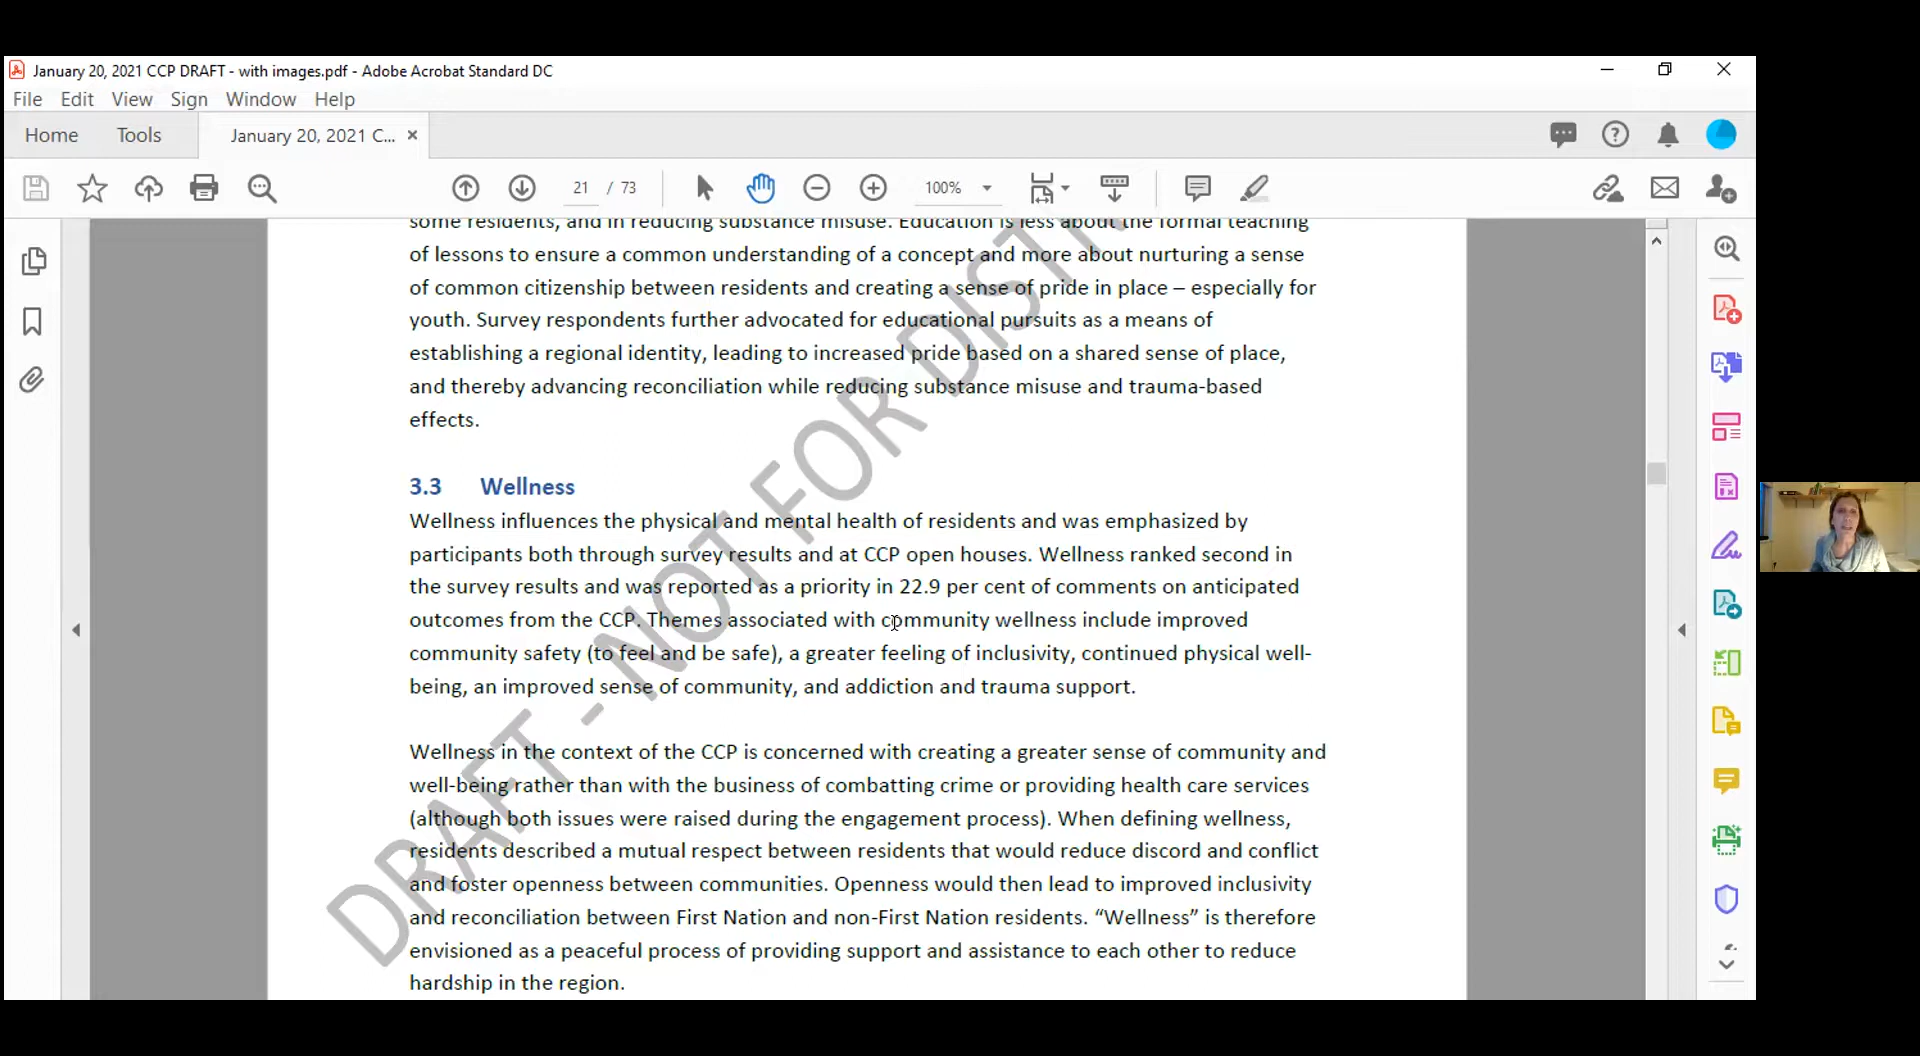 January 20, 2021 CCP DRAFT - with images.pdf - Adobe Acrobat Standard DC
File Edit View Sign Window Help
Home Tools January 20, 2021 C... ×
21 / 73 100%
some residents, and in reducing substance misuse. Education is less about the formal teaching
of lessons to ensure a common understanding of a concept and more about nurturing a sense
of common citizenship between residents and creating a sense of pride in place – especially for
youth. Survey respondents further advocated for educational pursuits as a means of
establishing a regional identity, leading to increased pride based on a shared sense of place,
and thereby advancing reconciliation while reducing substance misuse and trauma-based
effects.
3.3 Wellness
Wellness influences the physical and mental health of residents and was emphasized by
participants both through survey results and at CCP open houses. Wellness ranked second in
the survey results and was reported as a priority in 22.9 per cent of comments on anticipated
outcomes from the CCP. Themes associated with community wellness include improved
community safety (to feel and be safe), a greater feeling of inclusivity, continued physical well-
being, an improved sense of community, and addiction and trauma support.
Wellness in the context of the CCP is concerned with creating a greater sense of community and
well-being rather than with the business of combatting crime or providing health care services
(although both issues were raised during the engagement process). When defining wellness,
residents described a mutual respect between residents that would reduce discord and conflict
and foster openness between communities. Openness would then lead to improved inclusivity
and reconciliation between First Nation and non-First Nation residents. “Wellness” is therefore
envisioned as a peaceful process of providing support and assistance to each other to reduce
hardship in the region.
DRAFT - NOT FOR DISTR